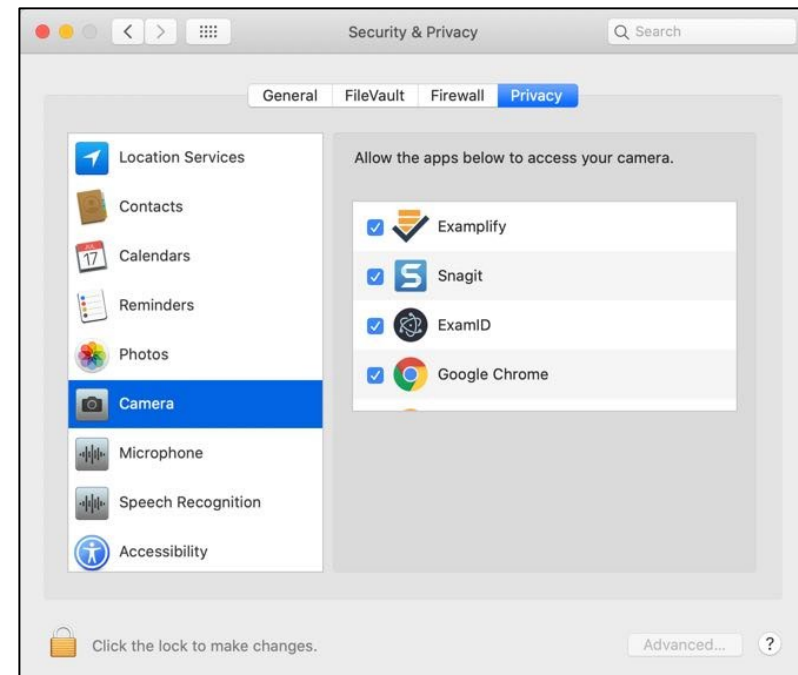 Security & Privacy
Search
General FileVault Firewall Privacy
Location Services
Contacts
JUL
17
Calendars
Reminders
Photos
Camera
Microphone
Speech Recognition
Accessibility
Allow the apps below to access your camera.
Examplify
Snagit
ExamID
Google Chrome
Click the lock to make changes.
Advanced...
?